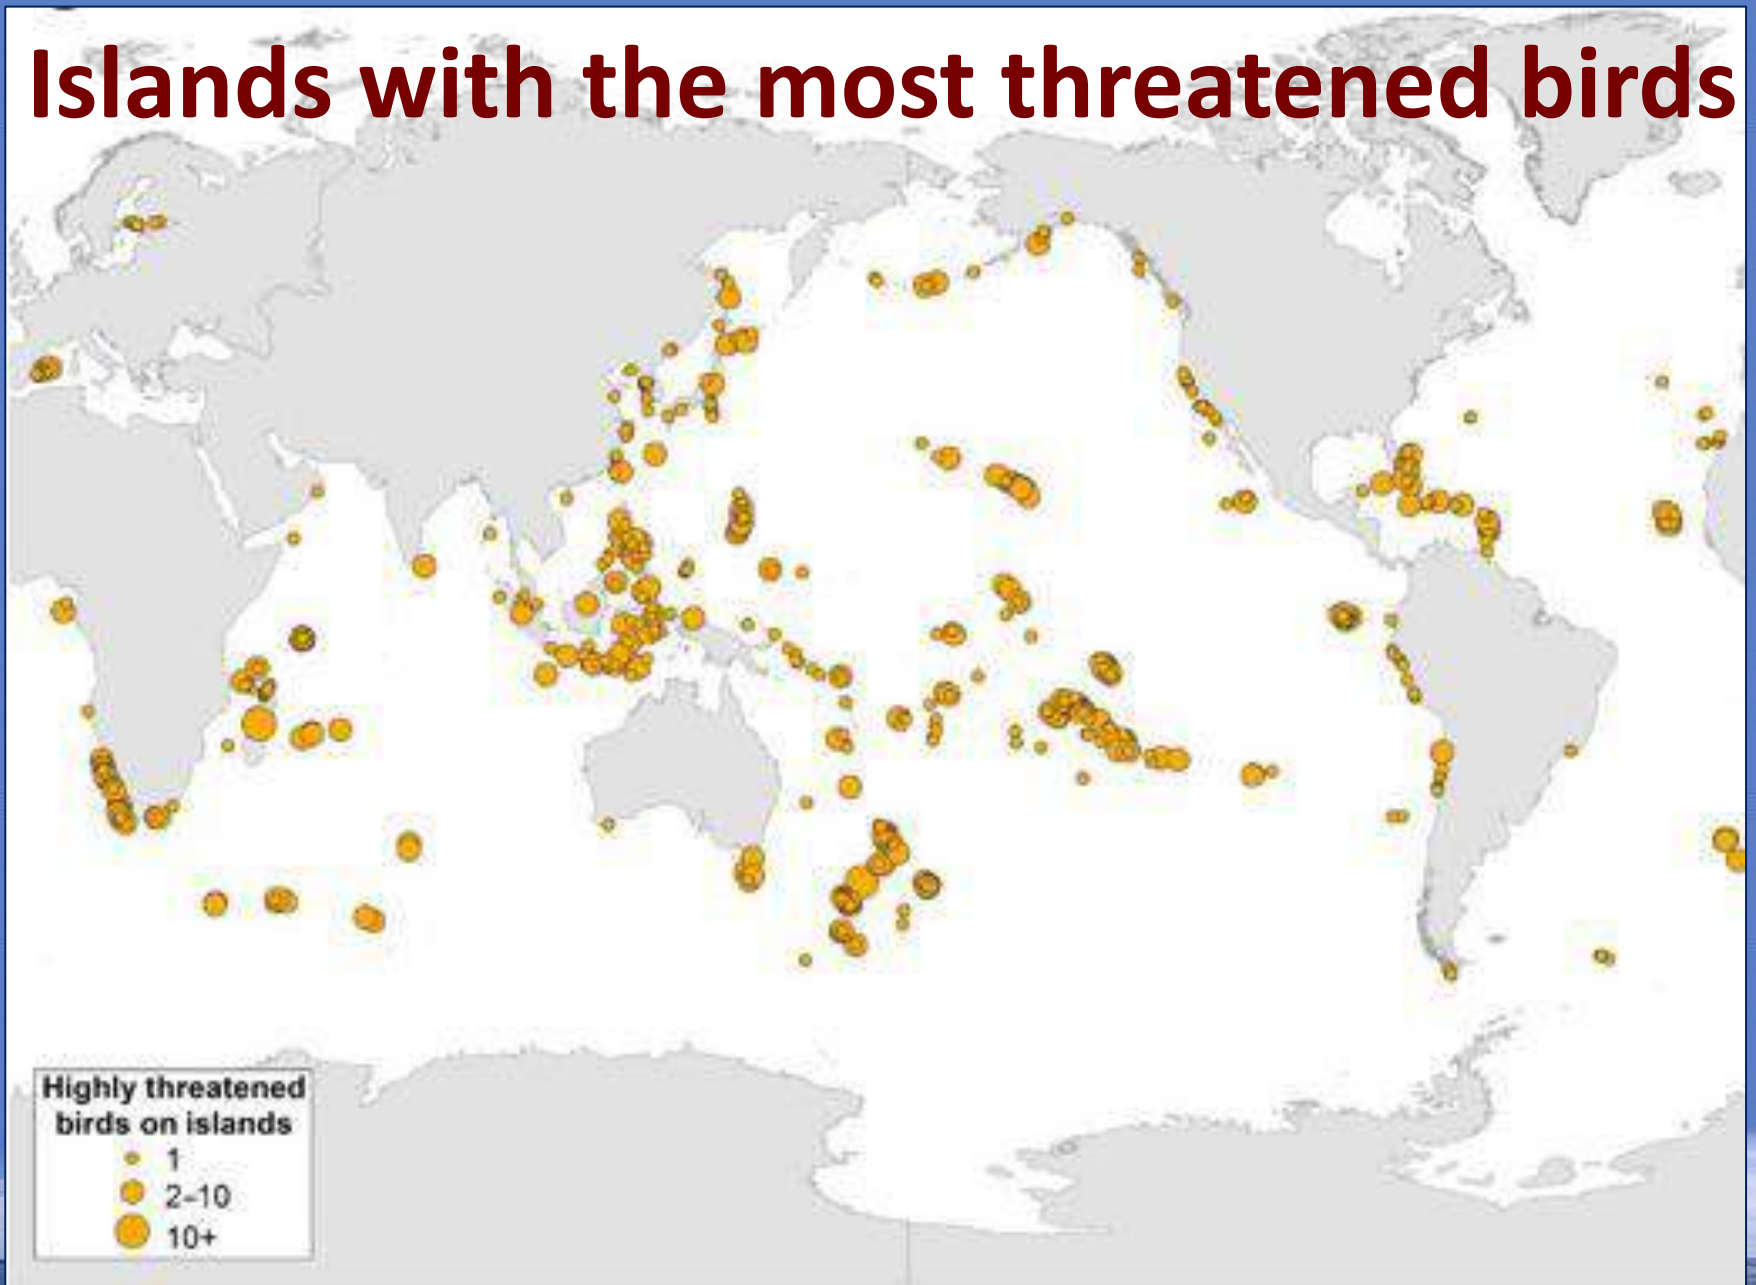 Islands with the most threatened birds
Highly threatened
birds on islands
1
2–10
10+